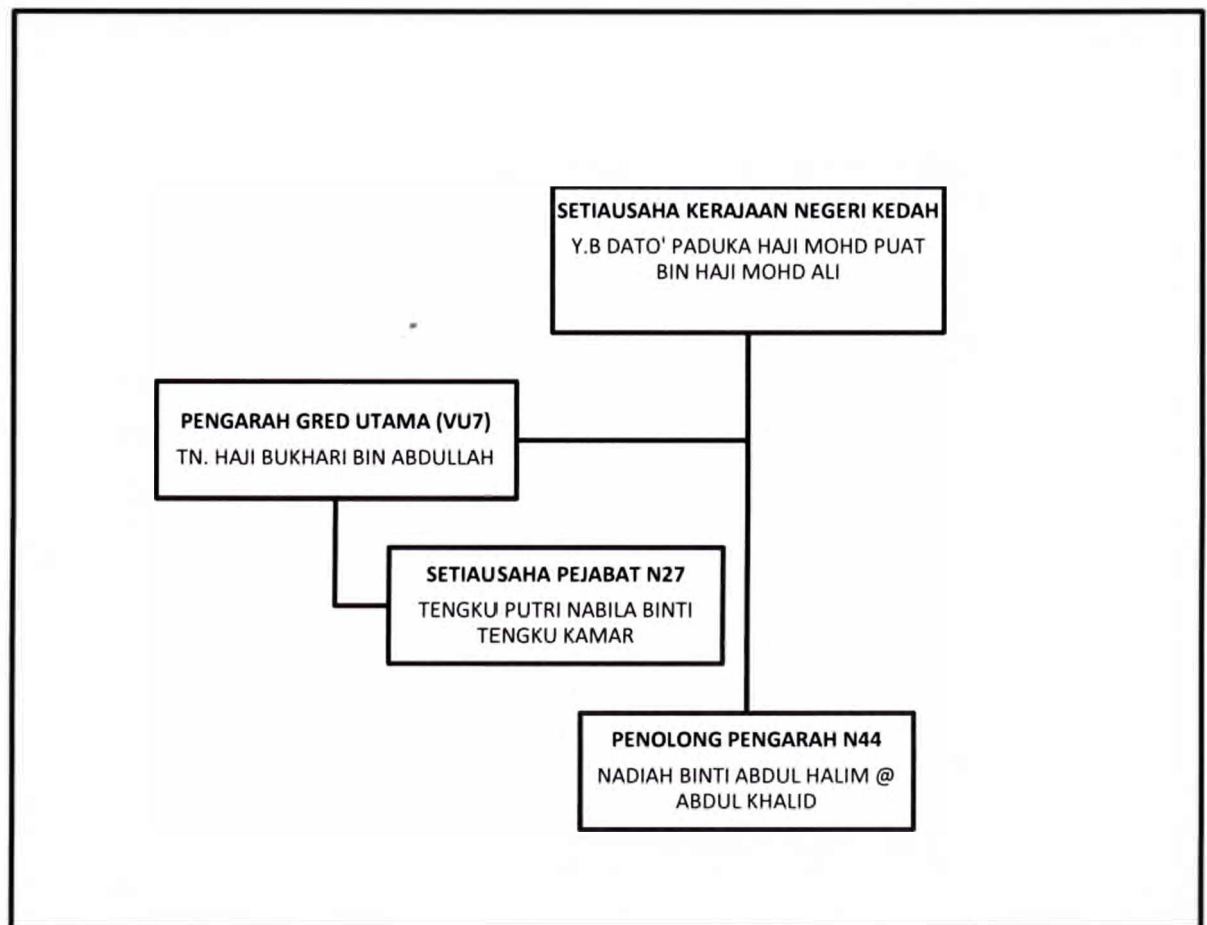 SETIAUSAHA KERAJAAN NEGERI KEDAH
Y.B DATO' PADUKA HAJI MOHD PUAT
BIN HAJI MOHD ALI
PENGARAH GRED UTAMA (VU7)
TN. HAJI BUKHARI BIN ABDULLAH
SETIAUSAHA PEJABAT N27
TENGKU PUTRI NABILA BINTI
TENGKU KAMAR
PENOLONG PENGARAH N44
NADIAH BINTI ABDUL HALIM @
ABDUL KHALID